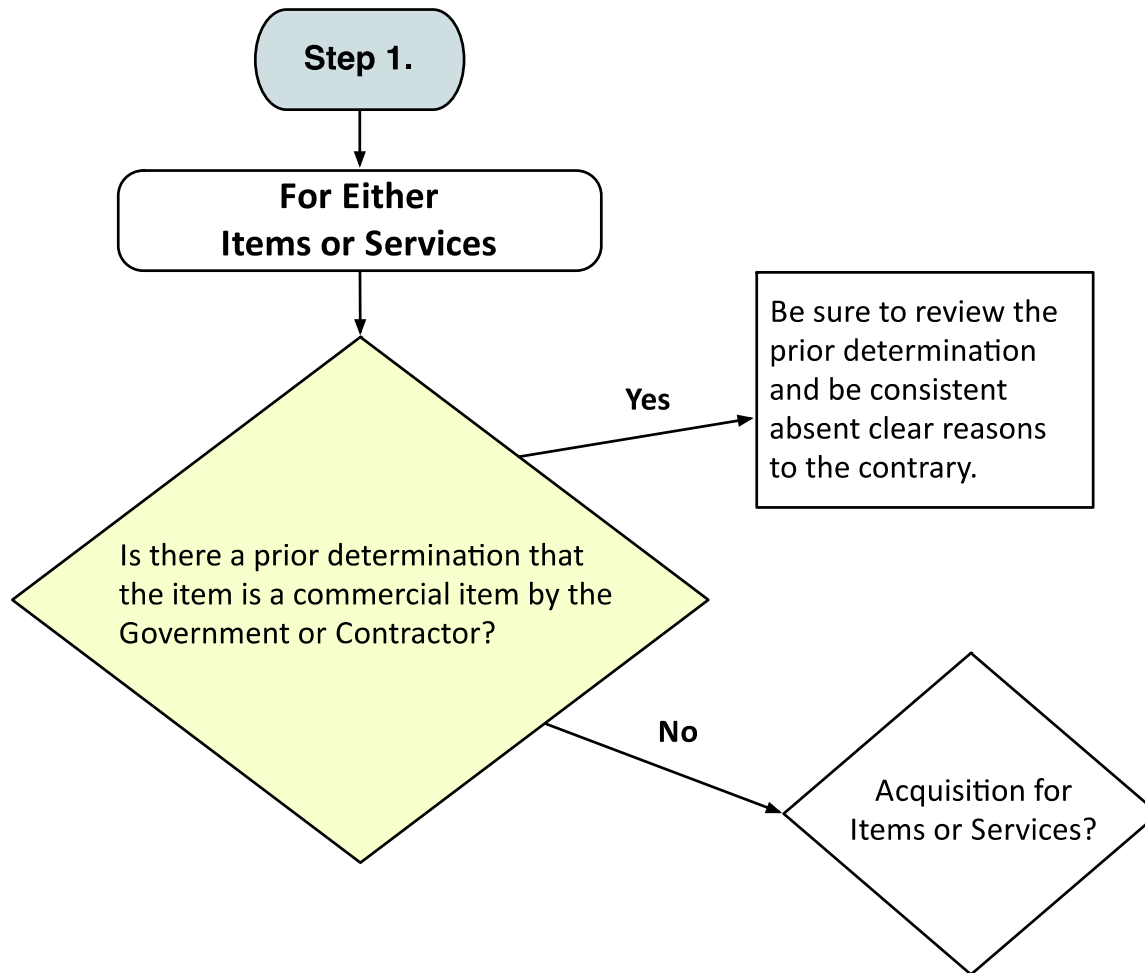 Step 1.
For Either
Items or Services
Be sure to review the
prior determination
and be consistent
absent clear reasons
to the contrary.
Yes
Is there a prior determination that
the item is a commercial item by the
Government or Contractor?
No
Acquisition for
Items or Services?